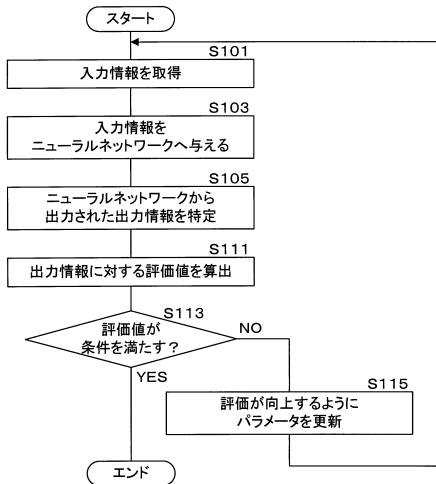 スタート
S101
入力情報を取得
S103
入力情報を
ニューラルネットワークへ与える
S105
ニューラルネットワークから
出力された出力情報を特定
S111
出力情報に対する評価値を算出
S113
評価値が
条件を満たす？
NO
YES
S115
評価が向上するように
パラメータを更新
エンド